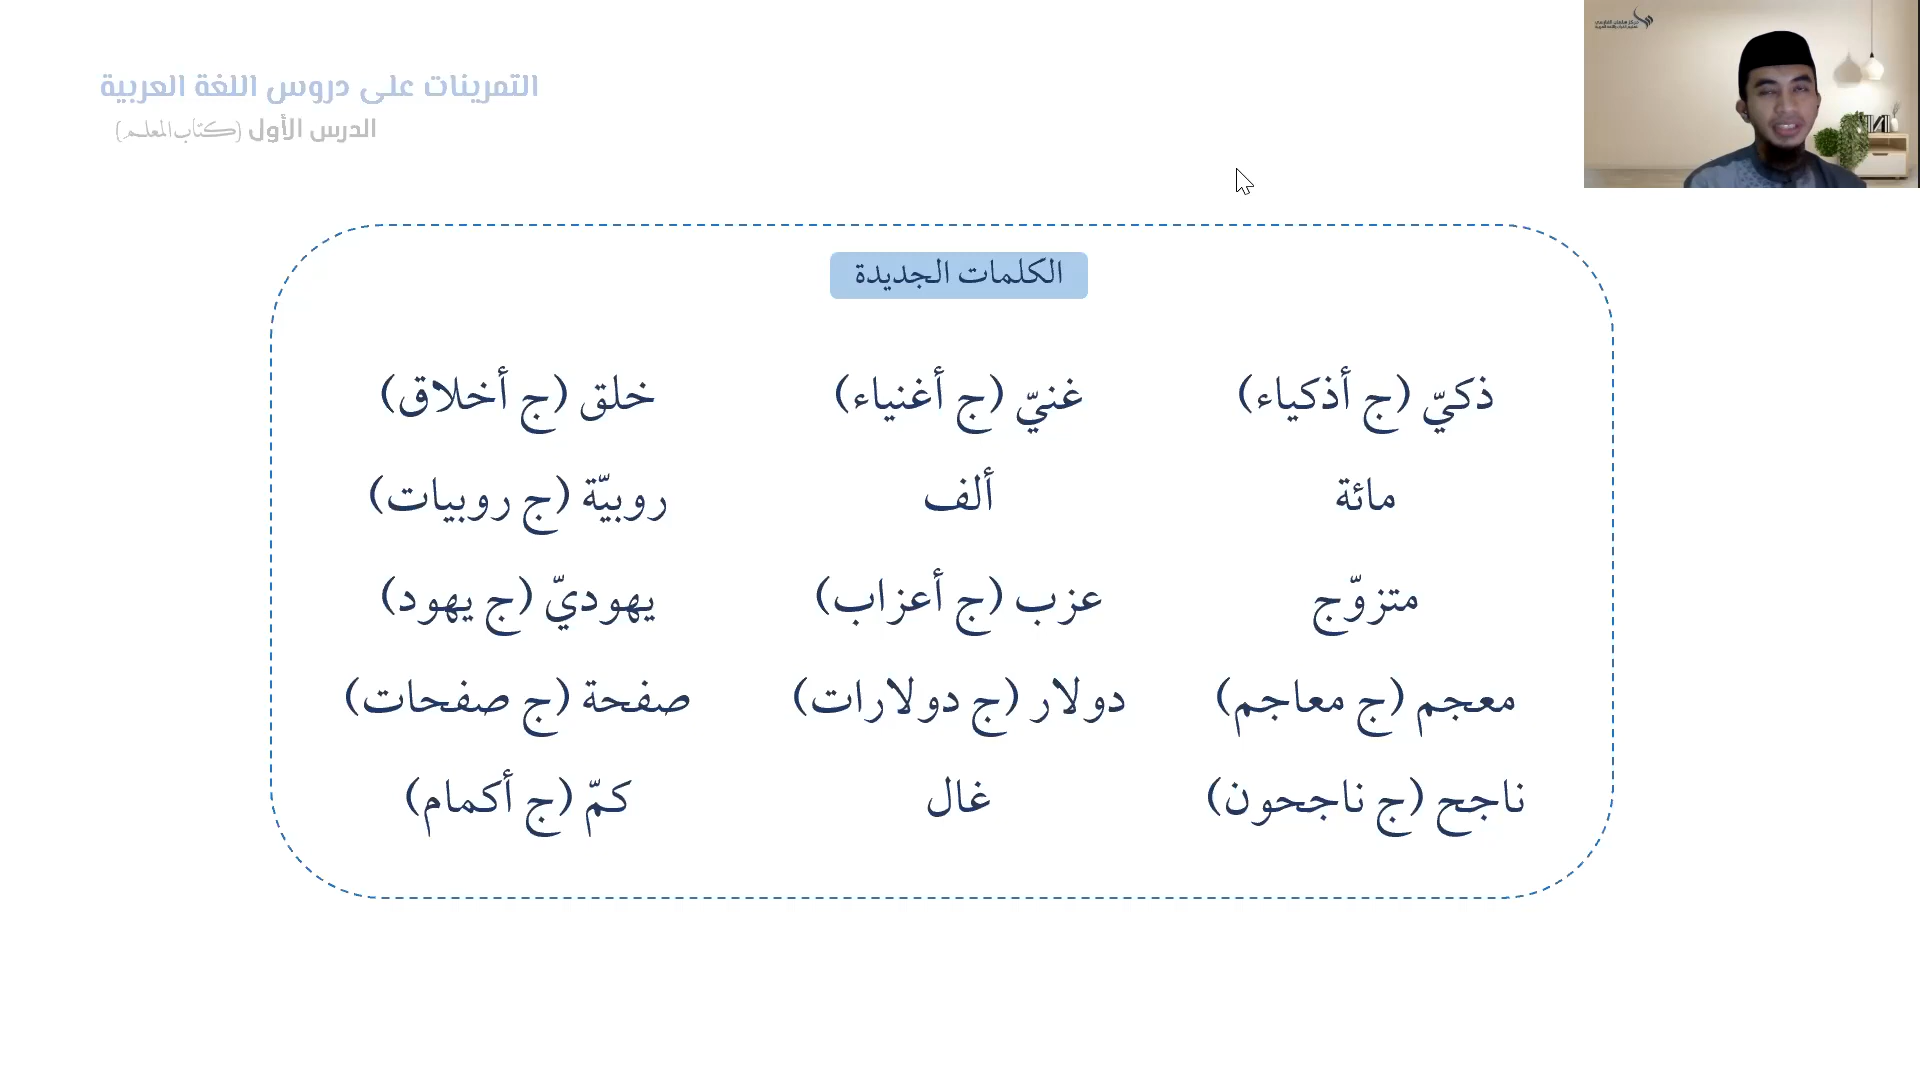 التمرينات على دروس اللغة العربية
الدرس الأول (كتاب المعلم)
الكلمات الجديدة
ذكيّ (ج أذكياء) غنيّ (ج أغنياء) خلق (ج أخلاق)
مائة ألف روبيّة (ج روبيات)
متزوّج عزب (ج أعزاب) يهوديّ (ج يهود)
معجم (ج معاجم) دولار (ج دولارات) صفحة (ج صفحات)
ناجح (ج ناجحون) غال كمّ (ج أكمام)